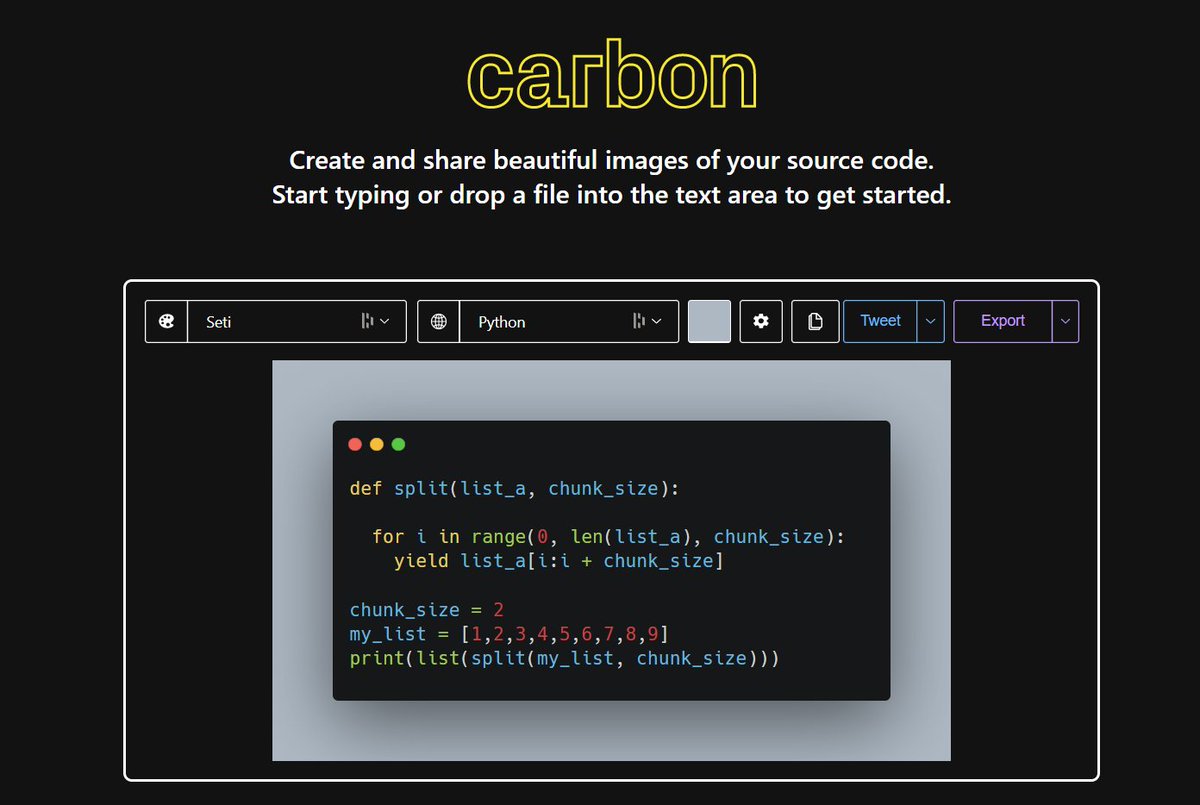 carbon
Create and share beautiful images of your source code.
Start typing or drop a file into the text area to get started.
Seti
Python
Tweet
Export
def split(list_a, chunk_size):
  for i in range(0, len(list_a), chunk_size):
    yield list_a[i:i + chunk_size]
chunk_size = 2
my_list = [1,2,3,4,5,6,7,8,9]
print(list(split(my_list, chunk_size)))